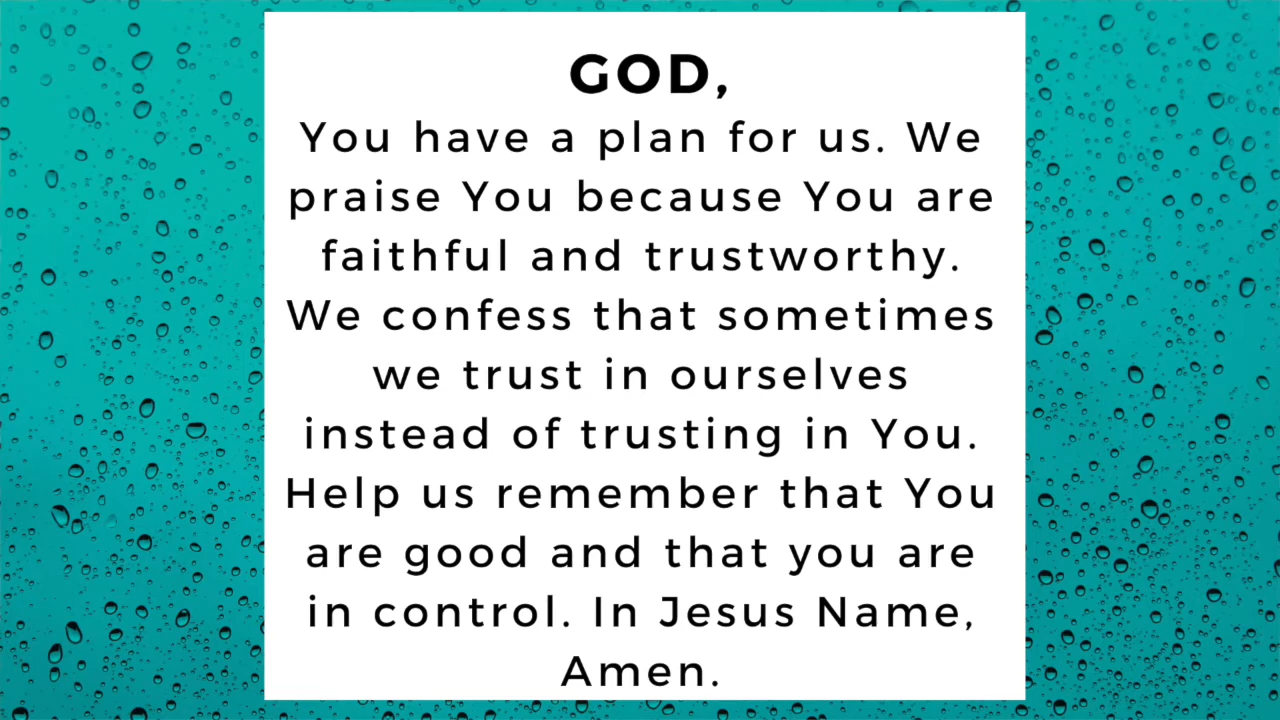 GOD,
You have a plan for us. We
praise You because You are
faithful and trustworthy.
We confess that sometimes
we trust in ourselves
instead of trusting in You.
Help us remember that You
are good and that you are
in control. In Jesus Name,
Amen.